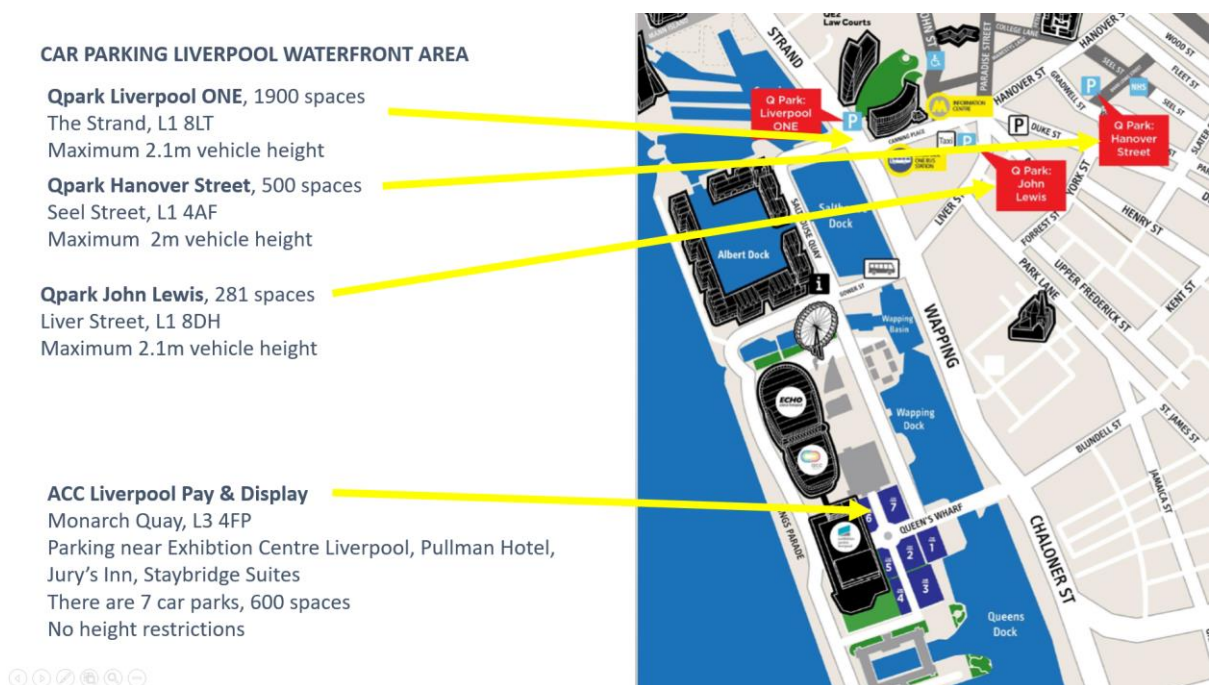 CAR PARKING LIVERPOOL WATERFRONT AREA
Qpark Liverpool ONE, 1900 spaces
The Strand, L1 8LT
Maximum 2.1m vehicle height
Qpark Hanover Street, 500 spaces
Seel Street, L1 4AF
Maximum 2m vehicle height
Qpark John Lewis, 281 spaces
Liver Street, L1 8DH
Maximum 2.1m vehicle height
ACC Liverpool Pay & Display
Monarch Quay, L3 4FP
Parking near Exhibtion Centre Liverpool, Pullman Hotel,
Jury's Inn, Staybridge Suites
There are 7 car parks, 600 spaces
No height restrictions
QE2
Law Courts
STRAND
PARADISE STREET
COLLEGE LANE
HANOVER ST
WOOD ST
FLEET ST
SEEL ST
SEEL ST
GRADWELL ST
NHS
P
Q Park:
Liverpool
ONE
P
INFORMATION
CENTRE
CANNING PLACE
HANOVER ST
P
DUKE ST
Taxi
P
ONE BUS
STATION
Q Park:
Hanover
Street
Q Park:
John
Lewis
YORK ST
LIVER ST
HENRY ST
FORREST ST
Dock
Albert Dock
SALTHOUSE QUAY
i
GOWER ST
PARK LANE
UPPER FREDERICK ST
KENT ST
WAPPING
Wapping
Basin
ECHO
Wapping
Dock
BLUNDELL ST
ST. JAMES ST
JAMAICA ST
KINGS PARADE
QUEEN'S WHARF
6
7
5
2
1
4
3
CHALONER ST
Queens
Dock